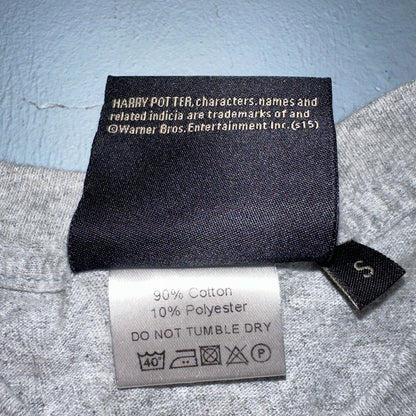 HARRY POTTER, characters, names and
related indicia are trademarks of and
©Warner Bros. Entertainment Inc. (s15)
S
90% Cotton
10% Polyester
DO NOT TUMBLE DRY
40° P